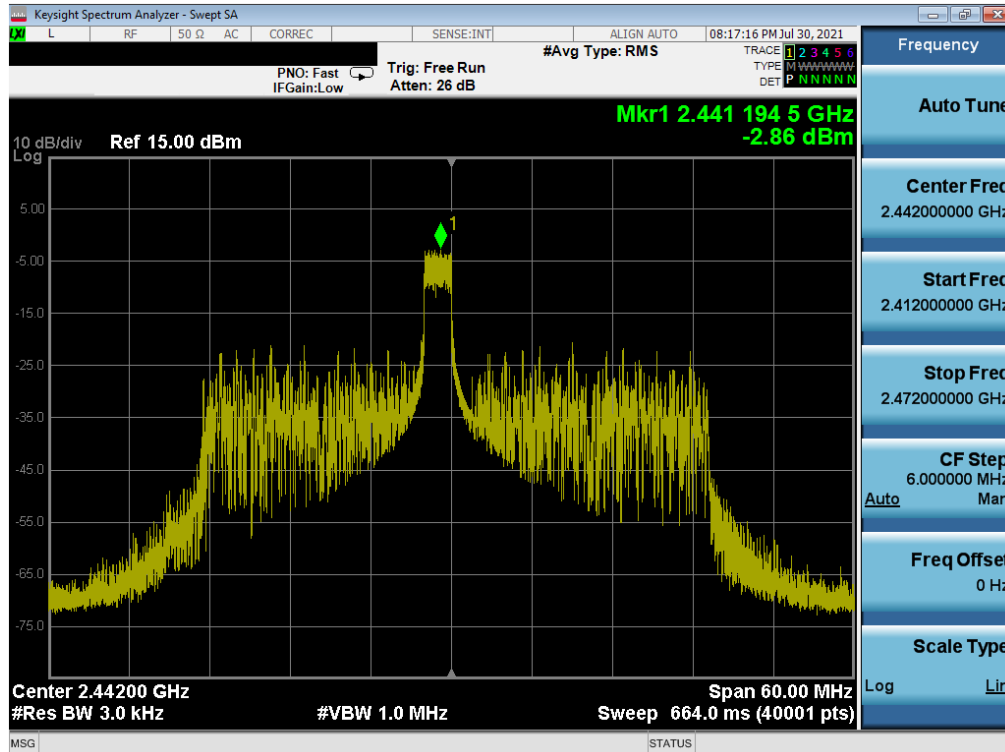 Keysight Spectrum Analyzer - Swept SA
LXI L RF 50 Ω AC CORREC SENSE:INT ALIGN AUTO 08:17:16 PM Jul 30, 2021
#Avg Type: RMS
TRACE 1 2 3 4 5 6
PNO: Fast Trig: Free Run
TYPE M WWWWW
IFGain:Low Atten: 26 dB
DET P N N N N N
Mkr1 2.441 194 5 GHz
-2.86 dBm
10 dB/div Ref 15.00 dBm
Log
1
5.00
-5.00
-15.0
-25.0
-35.0
-45.0
-55.0
-65.0
-75.0
Center 2.44200 GHz Span 60.00 MHz
#Res BW 3.0 kHz #VBW 1.0 MHz Sweep 664.0 ms (40001 pts)
MSG STATUS
Frequency
Auto Tune
Center Freq
2.442000000 GHz
Start Freq
2.412000000 GHz
Stop Freq
2.472000000 GHz
CF Step
6.000000 MHz
Auto Man
Freq Offset
0 Hz
Scale Type
Log Lin